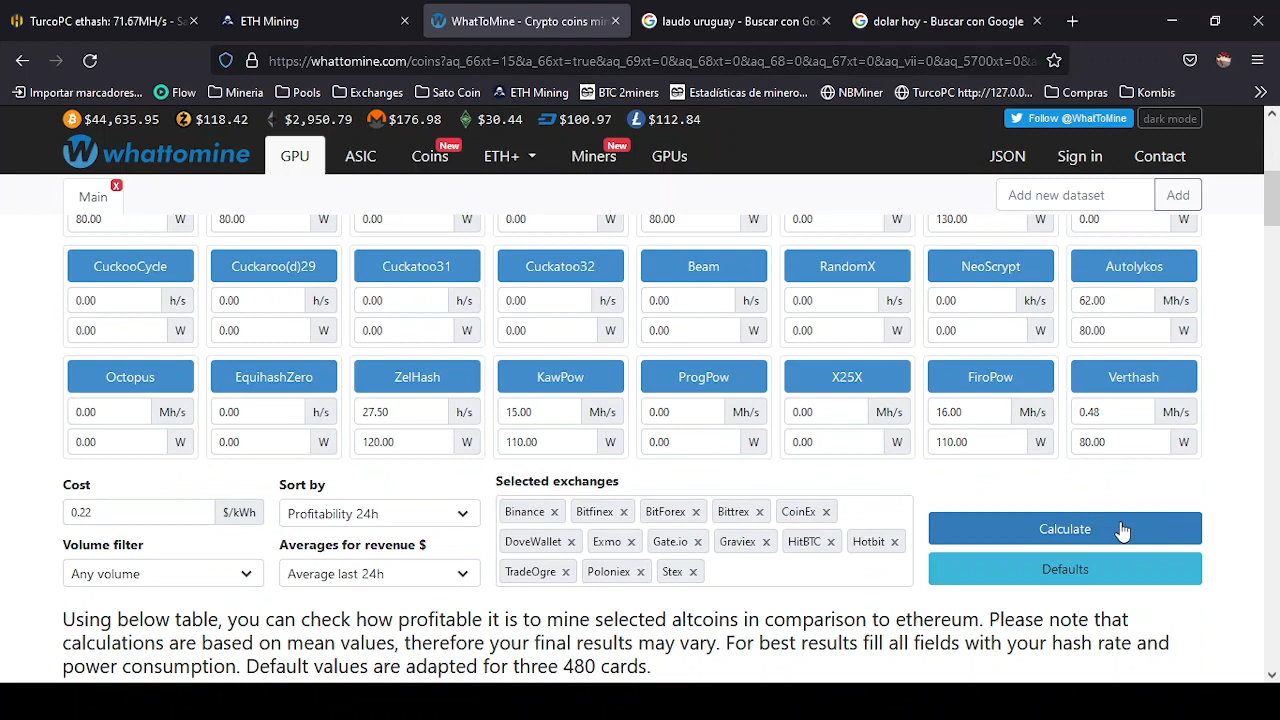 TurcoPC ethash: 71.67MH/s - Sa
ETH Mining
WhatToMine - Crypto coins min
laudo uruguay - Buscar con Goo
dolar hoy - Buscar con Google
https://whattomine.com/coins?aq_66xt=15&a_66xt=true&aq_69xt=0&aq_68xt=0&aq_68=0&aq_67xt=0&aq_vii=0&aq_5700xt=0&a
Importar marcadores...
Flow
Mineria
Pools
Exchanges
Sato Coin
ETH Mining
BTC 2miners
Estadísticas de minero...
NBMiner
TurcoPC http://127.0.0...
Compras
Kombis
$44,635.95 $118.42 $2,950.79 $176.98 $30.44 $100.97 $112.84
Follow @WhatToMine
dark mode
whattomine
GPU
ASIC
Coins
New
ETH+
Miners
New
GPUs
JSON
Sign in
Contact
Main
x
Add new dataset
Add
80.00 W 80.00 W 0.00 W 0.00 W 80.00 W 0.00 W 130.00 W 0.00 W
CuckooCycle Cuckaroo(d)29 Cuckatoo31 Cuckatoo32 Beam RandomX NeoScrypt Autolykos
0.00 h/s 0.00 h/s 0.00 h/s 0.00 h/s 0.00 h/s 0.00 h/s 0.00 kh/s 62.00 Mh/s
0.00 W 0.00 W 0.00 W 0.00 W 0.00 W 0.00 W 0.00 W 80.00 W
Octopus EquihashZero ZelHash KawPow ProgPow X25X FiroPow Verthash
0.00 Mh/s 0.00 h/s 27.50 h/s 15.00 Mh/s 0.00 Mh/s 0.00 Mh/s 16.00 Mh/s 0.48 Mh/s
0.00 W 0.00 W 120.00 W 110.00 W 0.00 W 0.00 W 110.00 W 80.00 W
Cost
0.22 $/kWh
Volume filter
Any volume
Sort by
Profitability 24h
Averages for revenue $
Average last 24h
Selected exchanges
Binance × Bitfinex × BitForex × Bittrex × CoinEx ×
DoveWallet × Exmo × Gate.io × Graviex × HitBTC × Hotbit ×
TradeOgre × Poloniex × Stex ×
Calculate
Defaults
Using below table, you can check how profitable it is to mine selected altcoins in comparison to ethereum. Please note that
calculations are based on mean values, therefore your final results may vary. For best results fill all fields with your hash rate and
power consumption. Default values are adapted for three 480 cards.